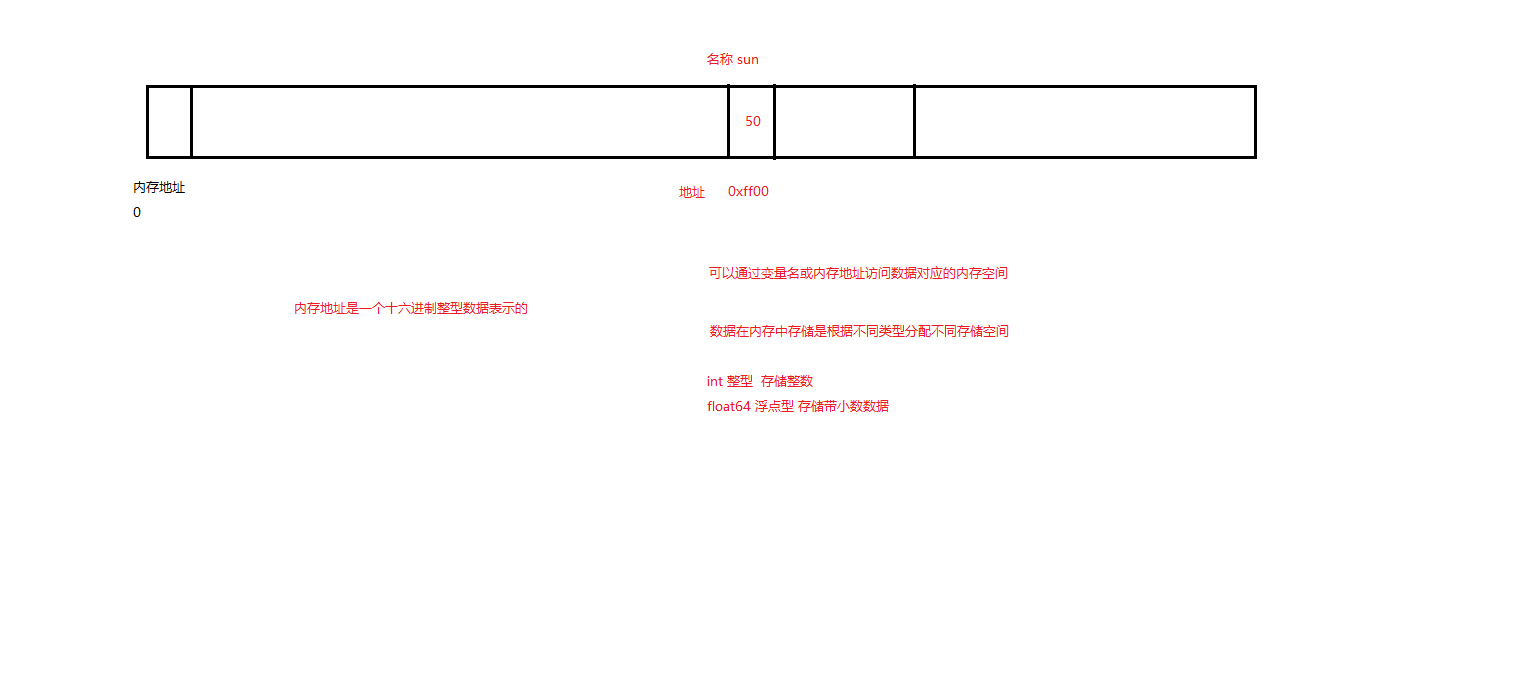 名称 sun
50
内存地址
0
地址 0xff00
可以通过变量名或内存地址访问数据对应的内存空间
内存地址是一个十六进制整型数据表示的
数据在内存中存储是根据不同类型分配不同存储空间
int 整型 存储整数
float64 浮点型 存储带小数数据